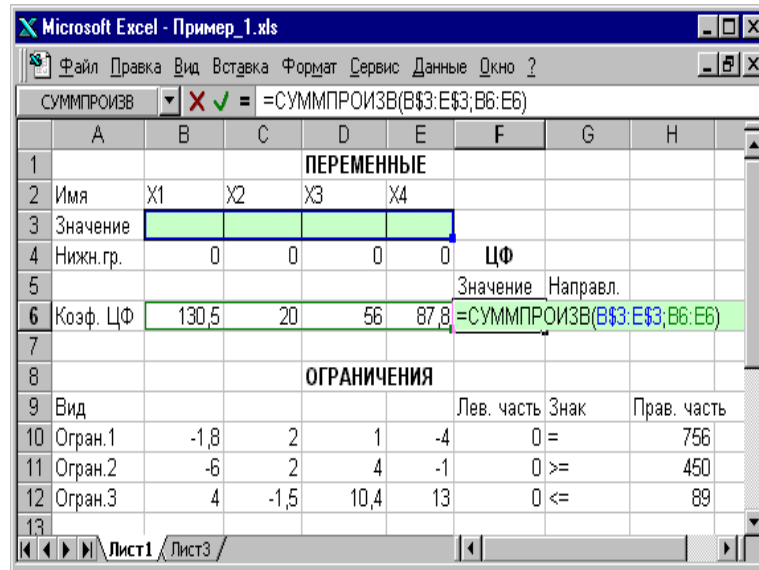 Microsoft Excel - Пример_1.xls
Файл Правка Вид Вставка Формат Сервис Данные Окно ?
СУММПРОИЗВ = =СУММПРОИЗВ(B$3:E$3;B6:E6)
A B C D E F G H
1 ПЕРЕМЕННЫЕ
2 Имя X1 X2 X3 X4
3 Значение
4 Нижн.гр. 0 0 0 0 ЦФ
5 Значение Направл.
6 Коэф. ЦФ 130,5 20 56 87,8 =СУММПРОИЗВ(B$3:E$3;B6:E6)
7
8 ОГРАНИЧЕНИЯ
9 Вид Лев. часть Знак Прав. часть
10 Огран.1 -1,8 2 1 -4 0 = 756
11 Огран.2 -6 2 4 -1 0 >= 450
12 Огран.3 4 -1,5 10,4 13 0 <= 89
13
Лист1 Лист3